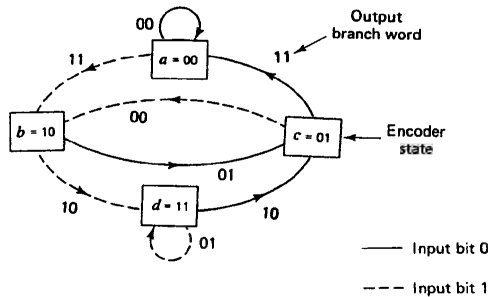 00
Output
branch word
11
a = 00
11
00
b = 10
c = 01
Encoder
state
01
10
d = 11
10
01
Input bit 0
Input bit 1